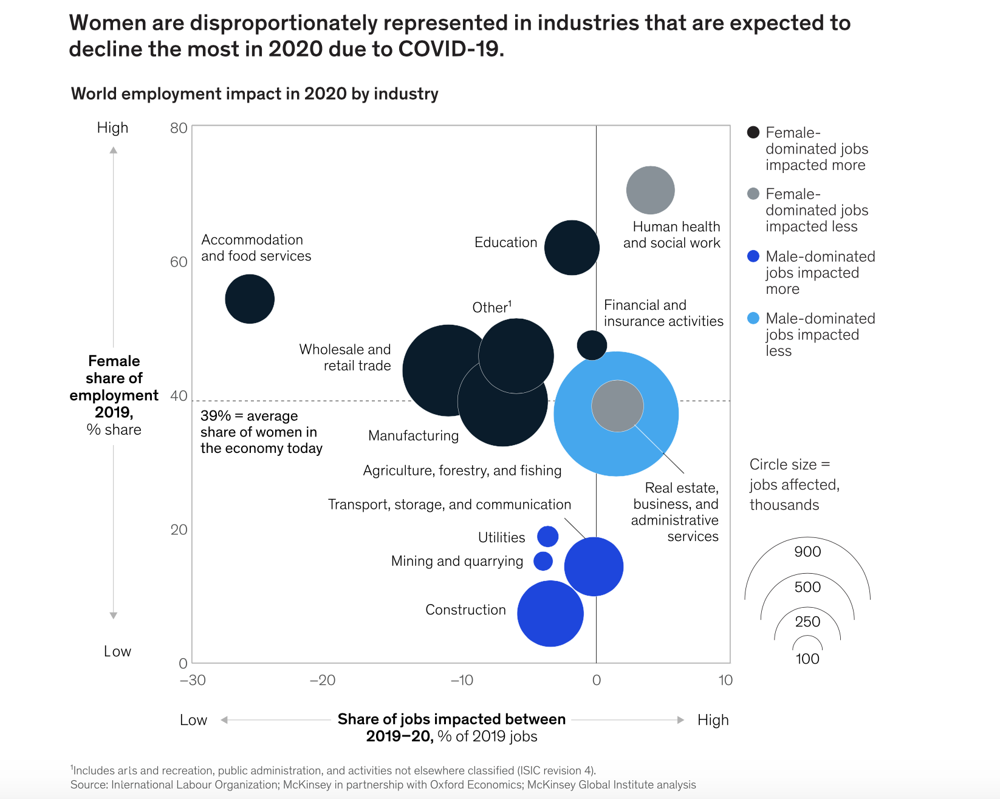 Women are disproportionately represented in industries that are expected to
decline the most in 2020 due to COVID-19.
World employment impact in 2020 by industry
High
Female
share of
employment
2019,
% share
Low
80
60
40
20
0
Accommodation
and food services
Education
Human health
and social work
Other¹
Financial and
insurance activities
Wholesale and
retail trade
39% = average
share of women in
the economy today
Manufacturing
Agriculture, forestry, and fishing
Real estate,
business, and
administrative
services
Transport, storage, and communication
Utilities
Mining and quarrying
Construction
–30
–20
–10
0
10
Low
Share of jobs impacted between
2019–20, % of 2019 jobs
High
Female-
dominated jobs
impacted more
Female-
dominated jobs
impacted less
Male-dominated
jobs impacted
more
Male-dominated
jobs impacted
less
Circle size =
jobs affected,
thousands
900
500
250
100
¹Includes arts and recreation, public administration, and activities not elsewhere classified (ISIC revision 4).
Source: International Labour Organization; McKinsey in partnership with Oxford Economics; McKinsey Global Institute analysis